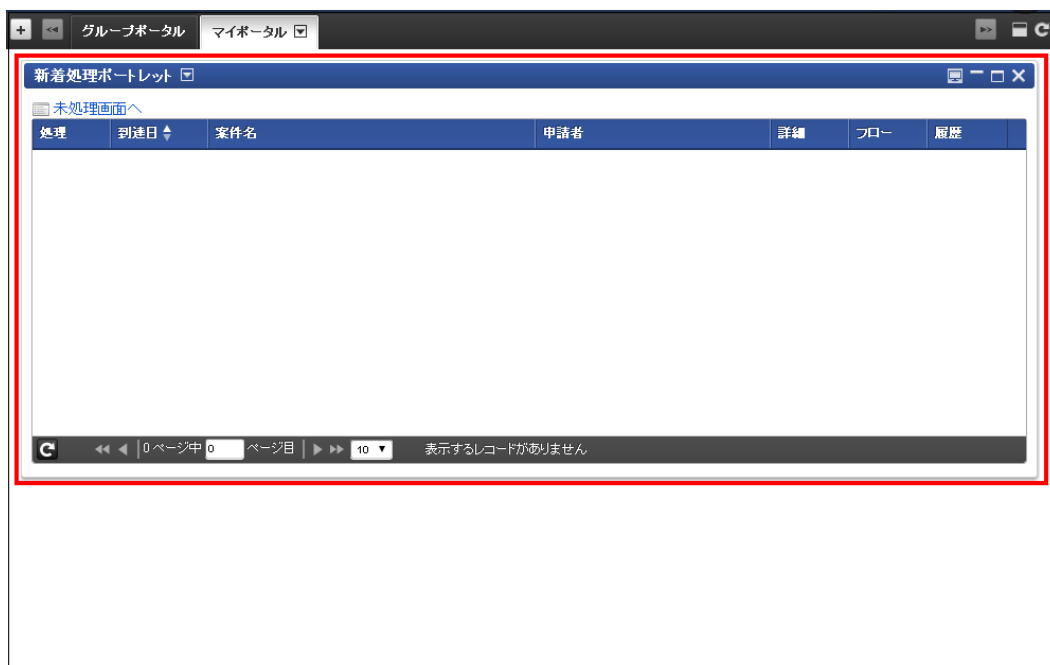 グループポータル マイポータル
新着処理ポートレット
未処理画面へ
処理 到達日 案件名 申請者 詳細 フロー 履歴
0 ページ中 0 ページ目 10 表示するレコードがありません